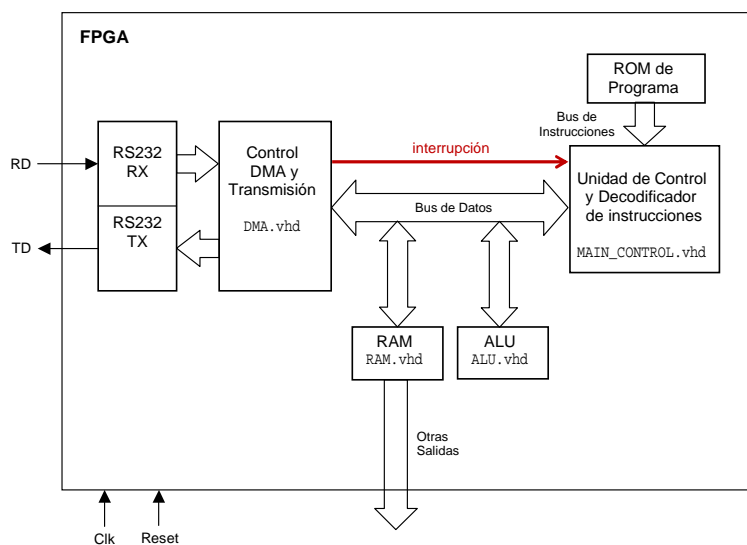 FPGA
ROM de
Programa
Bus de
Instrucciones
RD
RS232
RX
Control
DMA y
Transmisión
DMA.vhd
interrupción
Unidad de Control
y Decodificador
de instrucciones
MAIN_CONTROL.vhd
Bus de Datos
TD
RS232
TX
RAM
RAM.vhd
ALU
ALU.vhd
Otras
Salidas
Clk
Reset